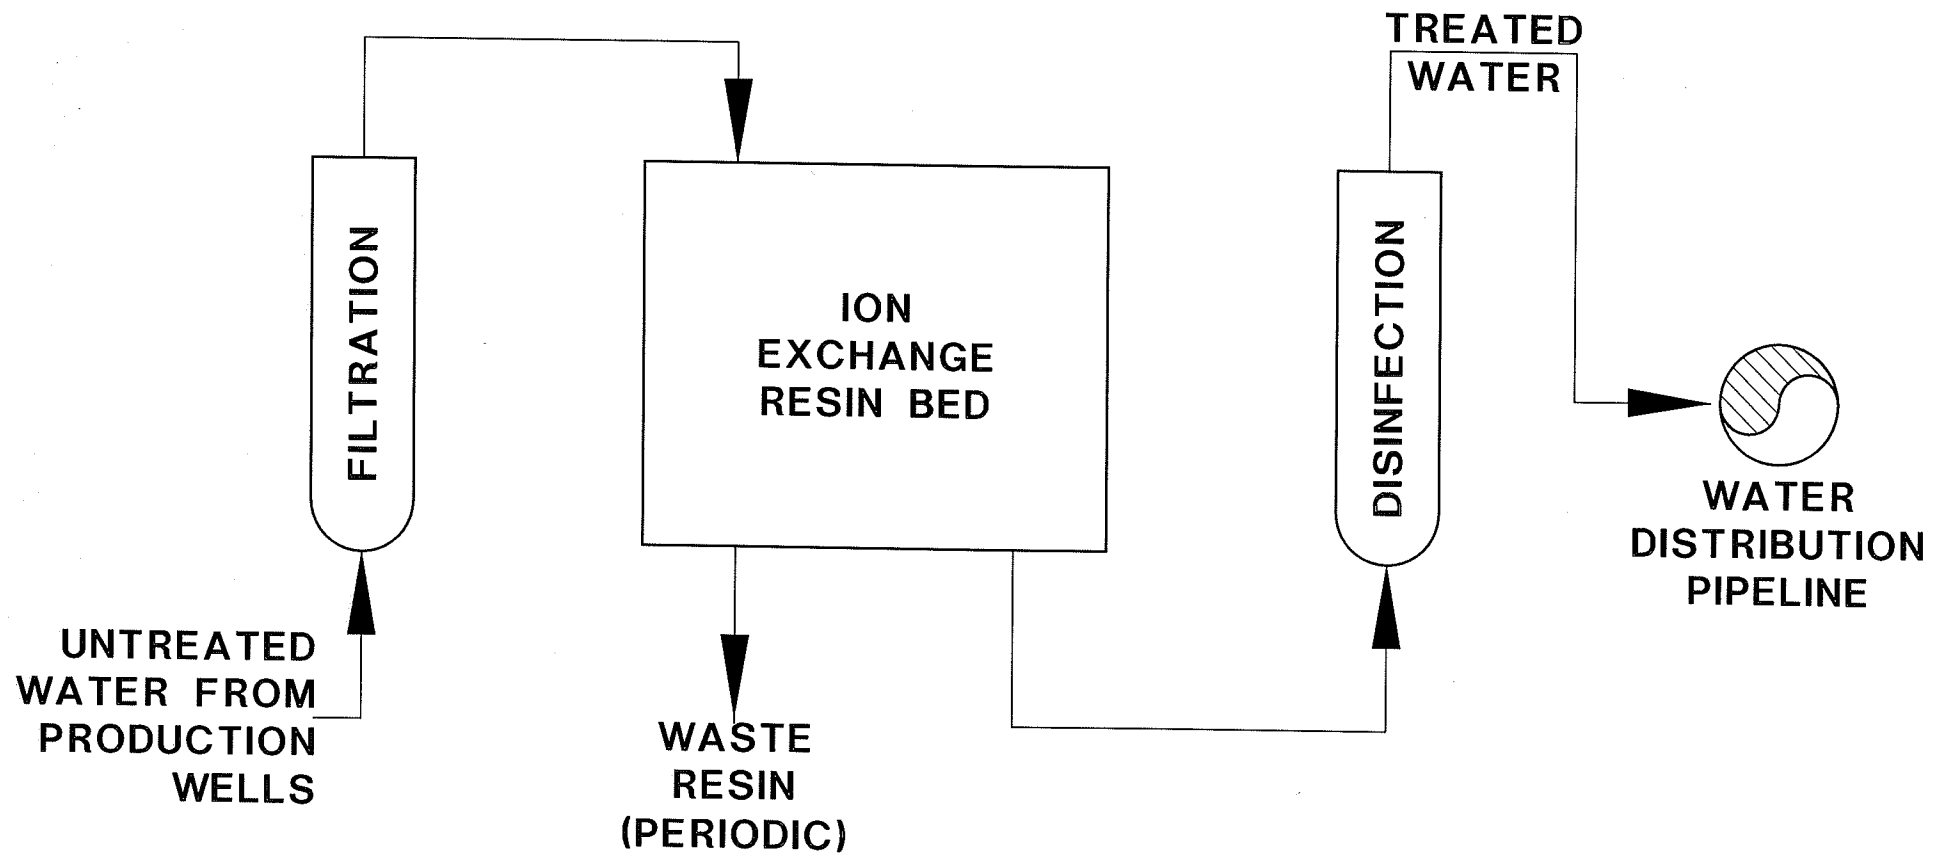 TREATED
WATER
FILTRATION
ION
EXCHANGE
RESIN BED
DISINFECTION
WATER
DISTRIBUTION
PIPELINE
UNTREATED
WATER FROM
PRODUCTION
WELLS
WASTE
RESIN
(PERIODIC)